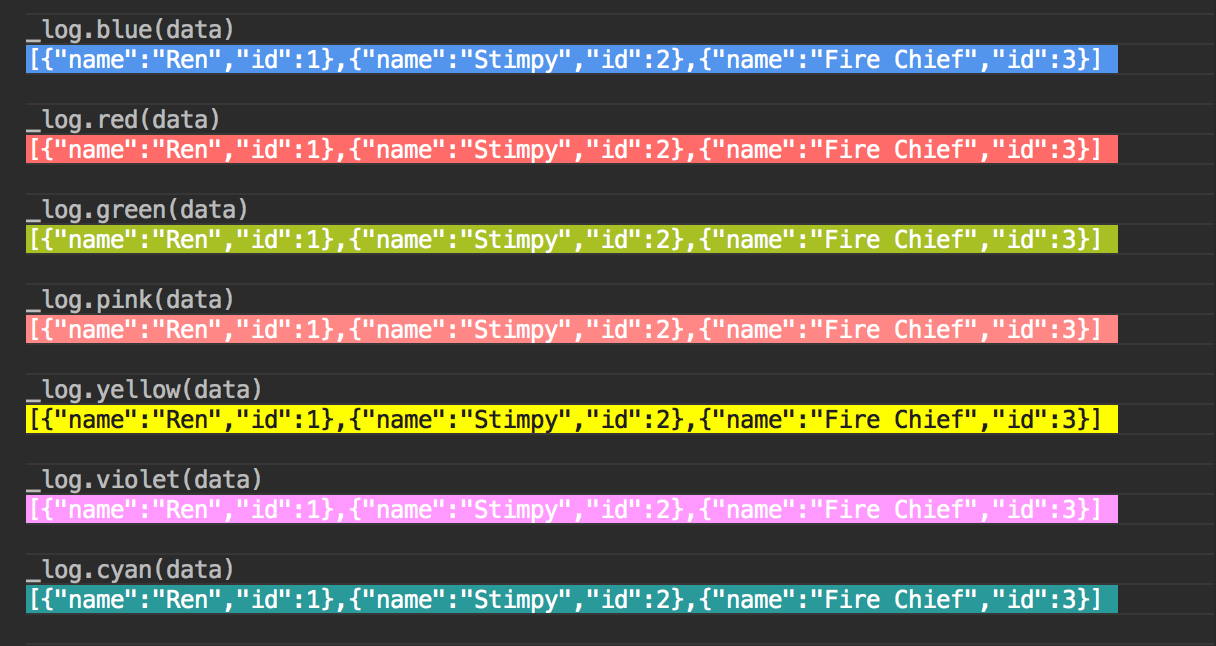 _log.blue(data)
[{"name":"Ren","id":1},{"name":"Stimpy","id":2},{"name":"Fire Chief","id":3}]
_log.red(data)
[{"name":"Ren","id":1},{"name":"Stimpy","id":2},{"name":"Fire Chief","id":3}]
_log.green(data)
[{"name":"Ren","id":1},{"name":"Stimpy","id":2},{"name":"Fire Chief","id":3}]
_log.pink(data)
[{"name":"Ren","id":1},{"name":"Stimpy","id":2},{"name":"Fire Chief","id":3}]
_log.yellow(data)
[{"name":"Ren","id":1},{"name":"Stimpy","id":2},{"name":"Fire Chief","id":3}]
_log.violet(data)
[{"name":"Ren","id":1},{"name":"Stimpy","id":2},{"name":"Fire Chief","id":3}]
_log.cyan(data)
[{"name":"Ren","id":1},{"name":"Stimpy","id":2},{"name":"Fire Chief","id":3}]